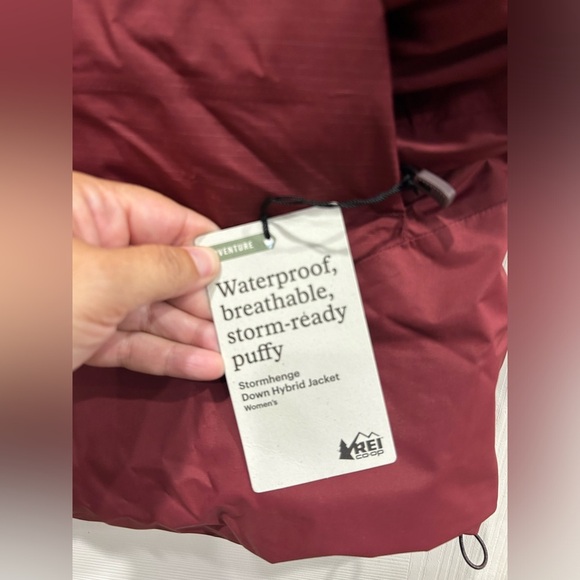 VENTURE
Waterproof,
breathable,
storm-ready
puffy
Stormhenge
Down Hybrid Jacket
Women's
REI
co·op